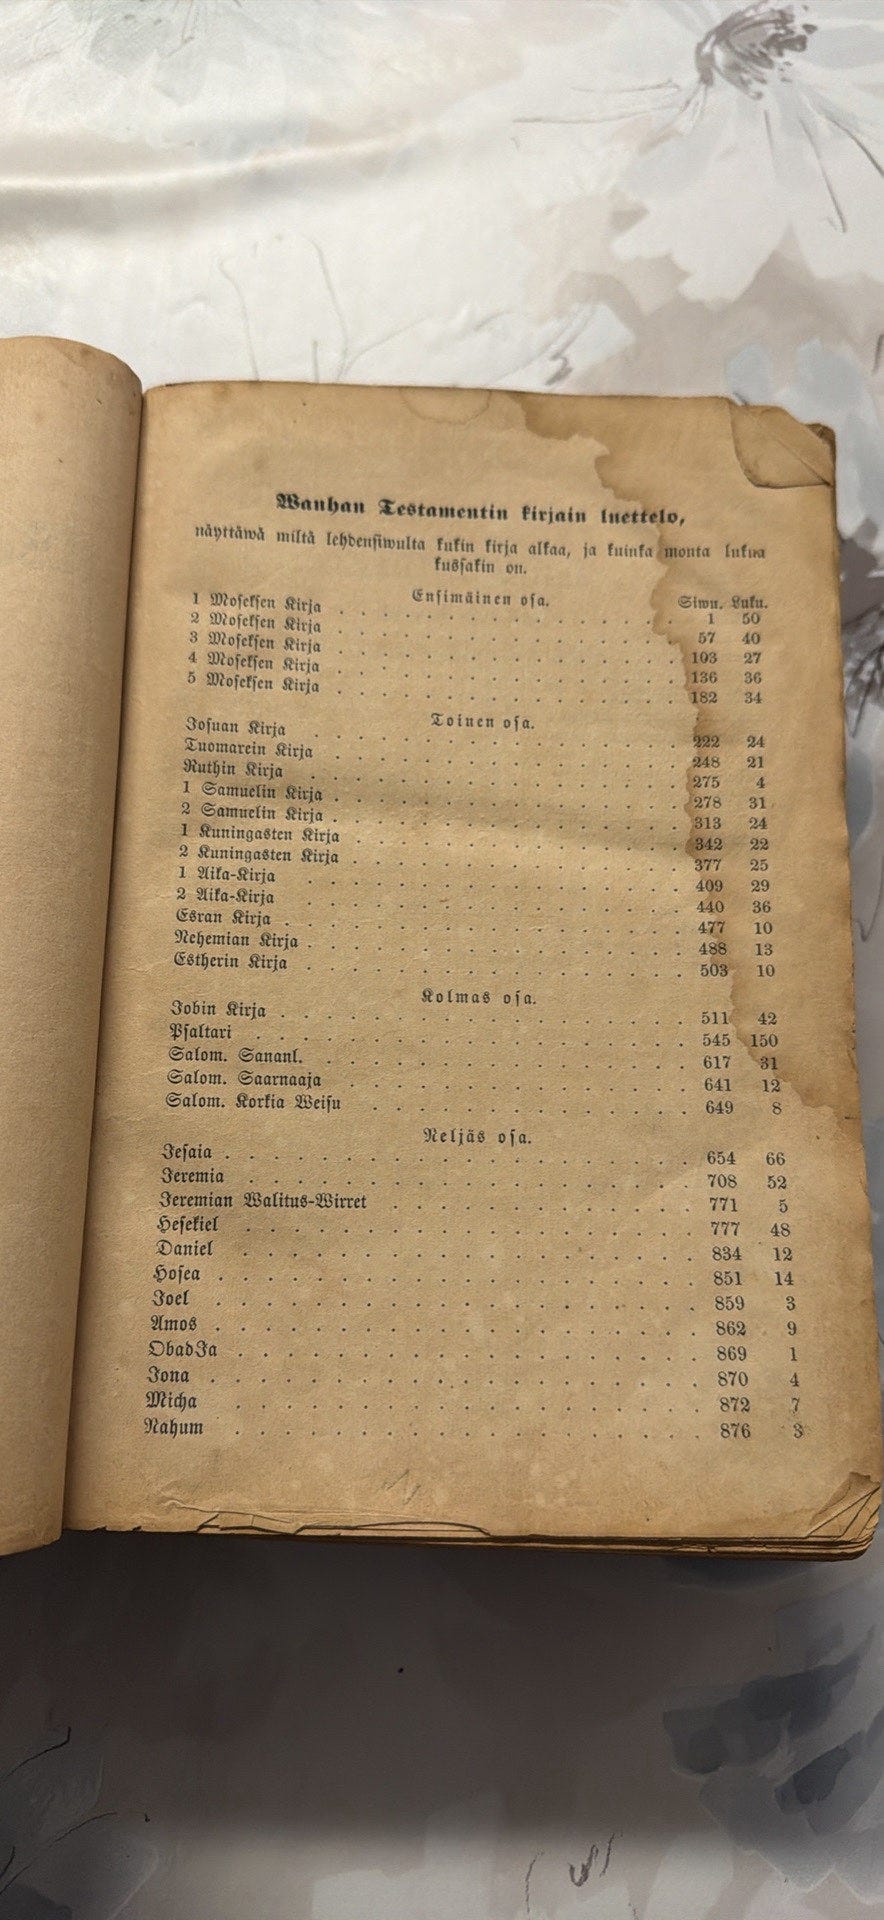 Wanhan Testamentin kirjain luettelo,
näyttäwä miltä lehdensiwulta kukin kirja alkaa, ja kuinka monta lukua
kussakin on.
Ensimäinen osa. Siwu. Luku.
1 Moseksen Kirja . . . . . . . . . . . . . . 1 50
2 Moseksen Kirja . . . . . . . . . . . . . . 57 40
3 Moseksen Kirja . . . . . . . . . . . . . . 103 27
4 Moseksen Kirja . . . . . . . . . . . . . . 136 36
5 Moseksen Kirja . . . . . . . . . . . . . . 182 34
Toinen osa.
Josuan Kirja . . . . . . . . . . . . . . 222 24
Tuomarein Kirja . . . . . . . . . . . . . . 248 21
Ruthin Kirja . . . . . . . . . . . . . . 275 4
1 Samuelin Kirja . . . . . . . . . . . . . . 278 31
2 Samuelin Kirja . . . . . . . . . . . . . . 313 24
1 Kuningasten Kirja . . . . . . . . . . . . . 342 22
2 Kuningasten Kirja . . . . . . . . . . . . . 377 25
1 Aika-Kirja . . . . . . . . . . . . . . 409 29
2 Aika-Kirja . . . . . . . . . . . . . . 440 36
Esran Kirja . . . . . . . . . . . . . . 477 10
Nehemian Kirja . . . . . . . . . . . . . . 488 13
Estherin Kirja . . . . . . . . . . . . . . 503 10
Kolmas osa.
Jobin Kirja . . . . . . . . . . . . . . 511 42
Psaltari . . . . . . . . . . . . . . 545 150
Salom. Sananl. . . . . . . . . . . . . . . 617 31
Salom. Saarnaaja . . . . . . . . . . . . . 641 12
Salom. Korkia Weisu . . . . . . . . . . . . 649 8
Neljäs osa.
Jesaia . . . . . . . . . . . . . . . . 654 66
Jeremia . . . . . . . . . . . . . . . 708 52
Jeremian Walitus-Wirret . . . . . . . . . . . 771 5
Hesekiel . . . . . . . . . . . . . . . 777 48
Daniel . . . . . . . . . . . . . . . 834 12
Hosea . . . . . . . . . . . . . . . . 851 14
Joel . . . . . . . . . . . . . . . . 859 3
Amos . . . . . . . . . . . . . . . . 862 9
ObadJa . . . . . . . . . . . . . . . 869 1
Jona . . . . . . . . . . . . . . . . 870 4
Micha . . . . . . . . . . . . . . . 872 7
Nahum . . . . . . . . . . . . . . . 876 3